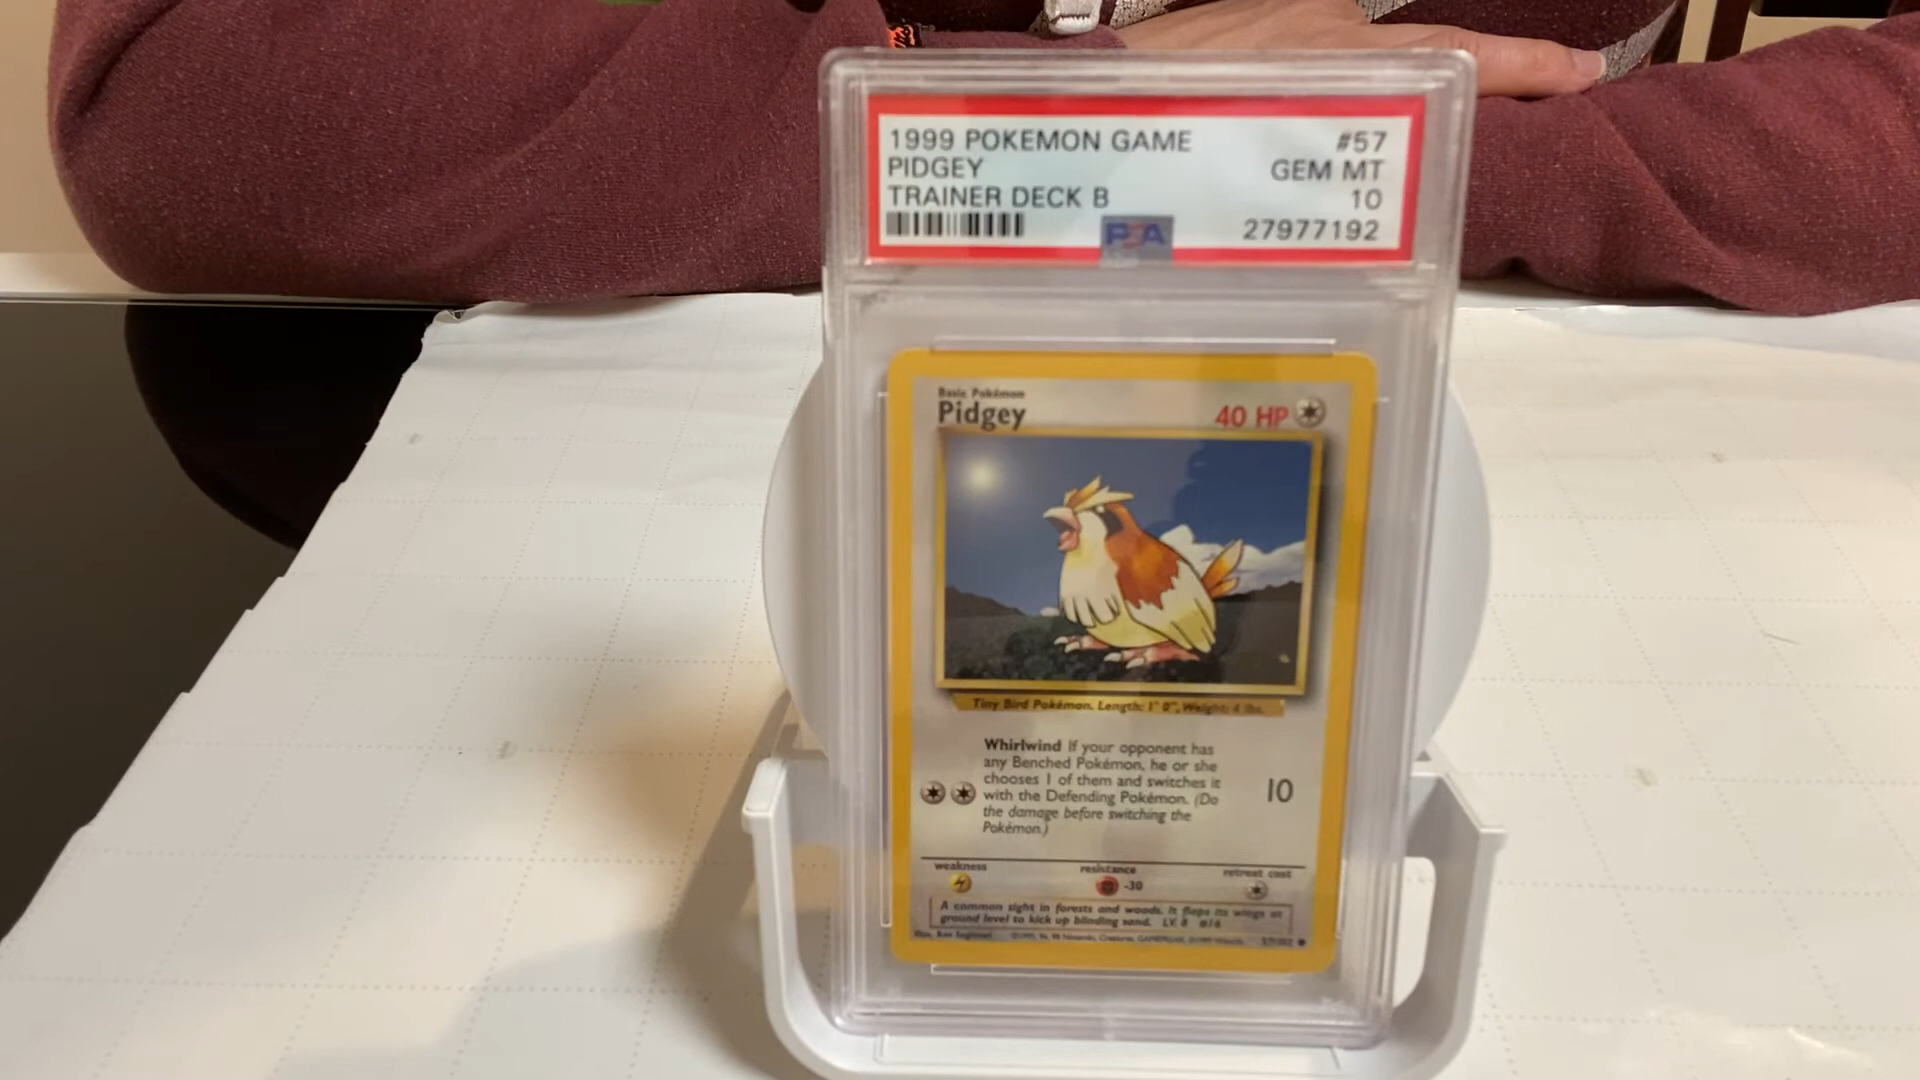 1999 POKEMON GAME #57
PIDGEY GEM MT
TRAINER DECK B 10
PSA 27977192
Basic Pokémon
Pidgey 40 HP
Tiny Bird Pokémon. Length: 1' 0", Weight: 4 lbs.
Whirlwind If your opponent has
any Benched Pokémon, he or she
chooses 1 of them and switches it
with the Defending Pokémon. (Do 10
the damage before switching the
Pokémon.)
weakness resistance retreat cost
-30
A common sight in forests and woods. It flaps its wings at
ground level to kick up blinding sand. LV. 8 #16